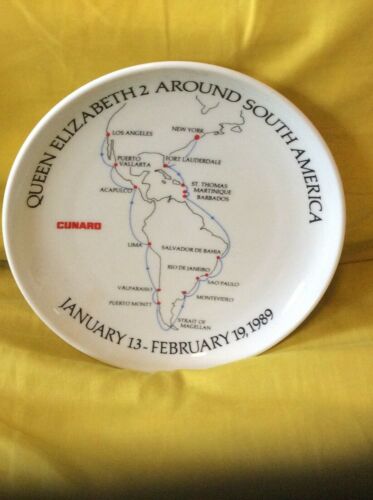 QUEEN ELIZABETH 2 AROUND SOUTH AMERICA
LOS ANGELES
NEW YORK
PUERTO
VALLARTA
FORT LAUDERDALE
ACAPULCO
ST. THOMAS
MARTINIQUE
BARBADOS
CUNARD
LIMA
SALVADOR DE BAHIA
RIO DE JANEIRO
SAO PAULO
VALPARAISO
MONTEVIDEO
PUERTO MONTT
STRAIT OF
MAGELLAN
JANUARY 13 - FEBRUARY 19, 1989